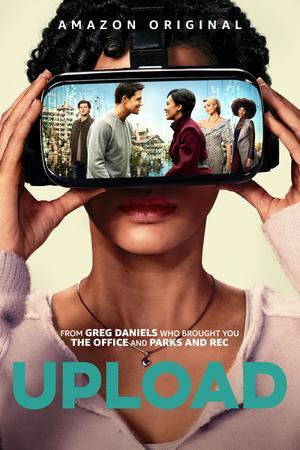 AMAZON ORIGINAL
FROM GREG DANIELS WHO BROUGHT YOU
THE OFFICE AND PARKS AND REC
UPLOAD